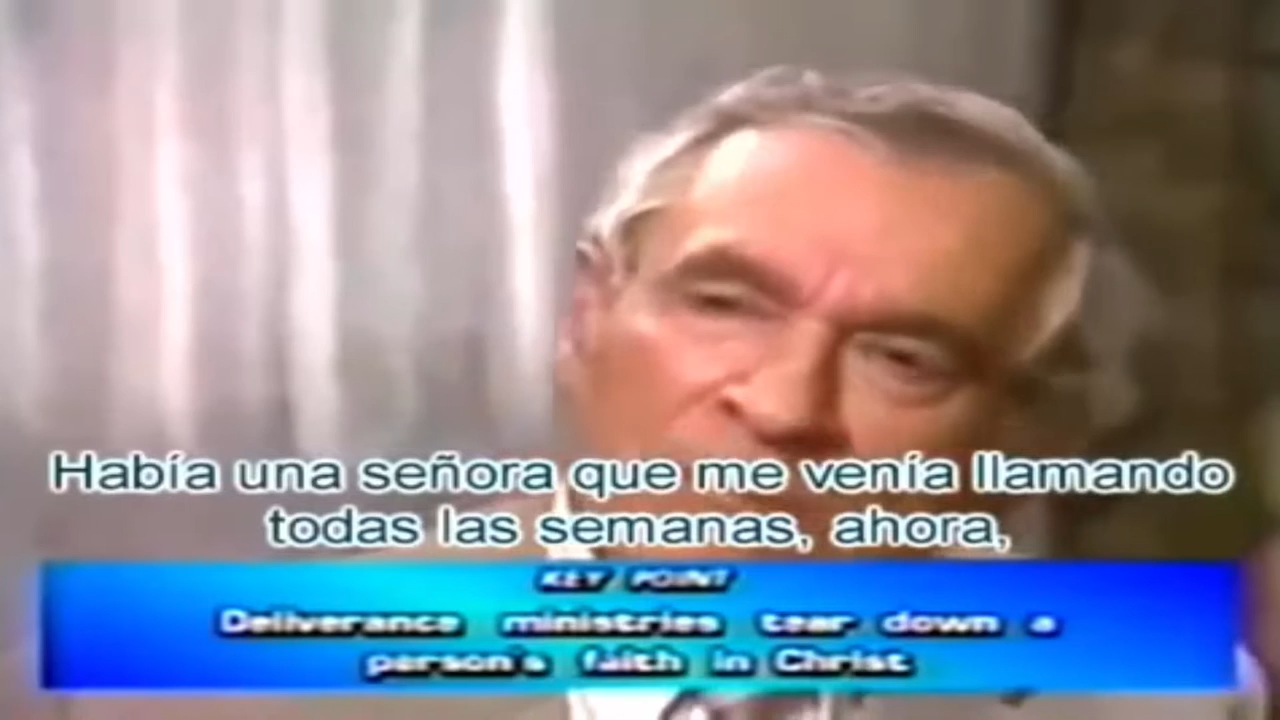 Había una señora que me venía llamando
todas las semanas, ahora,
KEY POINT
Deliverance ministries tear down a
person's faith in Christ